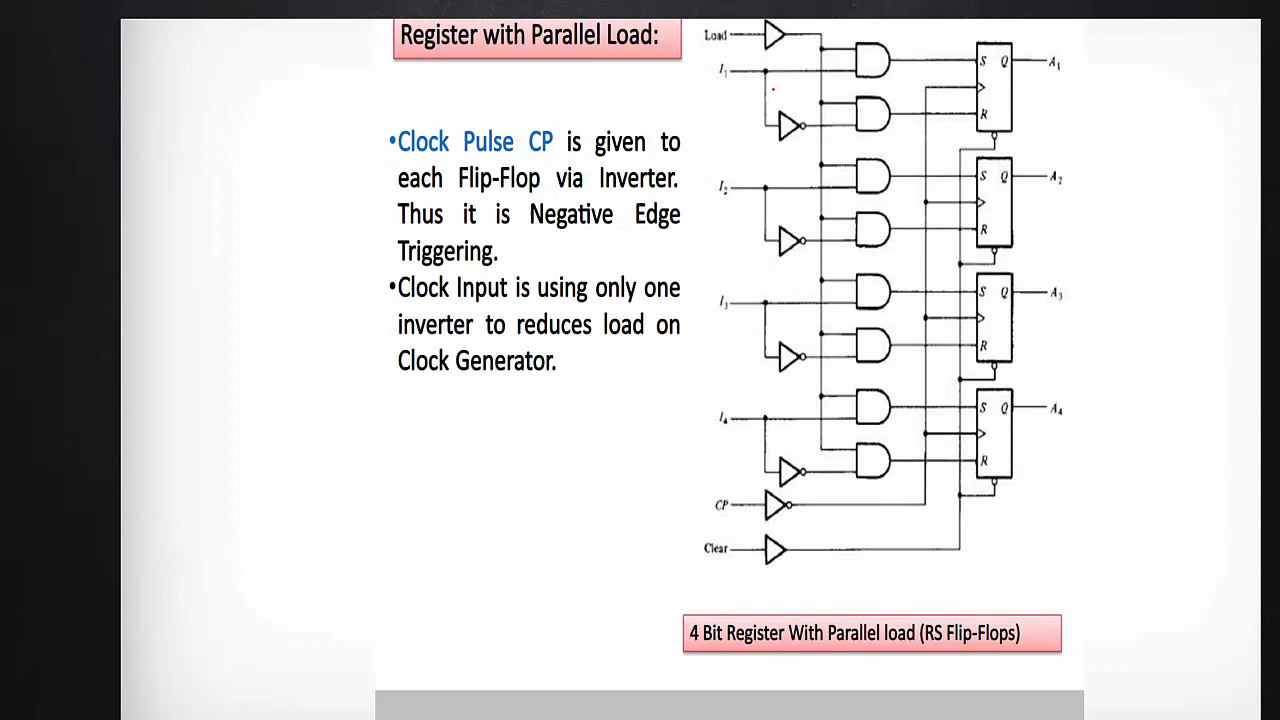 Register with Parallel Load:
•Clock Pulse CP is given to
each Flip-Flop via Inverter.
Thus it is Negative Edge
Triggering.
•Clock Input is using only one
inverter to reduces load on
Clock Generator.
Load
I1
S Q A1
R
I2
S Q A2
R
I3
S Q A3
R
I4
S Q A4
R
CP
Clear
4 Bit Register With Parallel load (RS Flip-Flops)